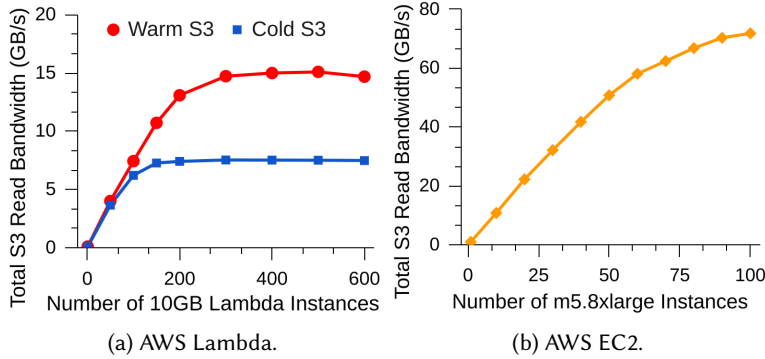 Total S3 Read Bandwidth (GB/s)
20
15
10
5
0
Warm S3
Cold S3
0
200
400
600
Number of 10GB Lambda Instances
(a) AWS Lambda.
Total S3 Read Bandwidth (GB/s)
80
60
40
20
0
0
25
50
75
100
Number of m5.8xlarge Instances
(b) AWS EC2.